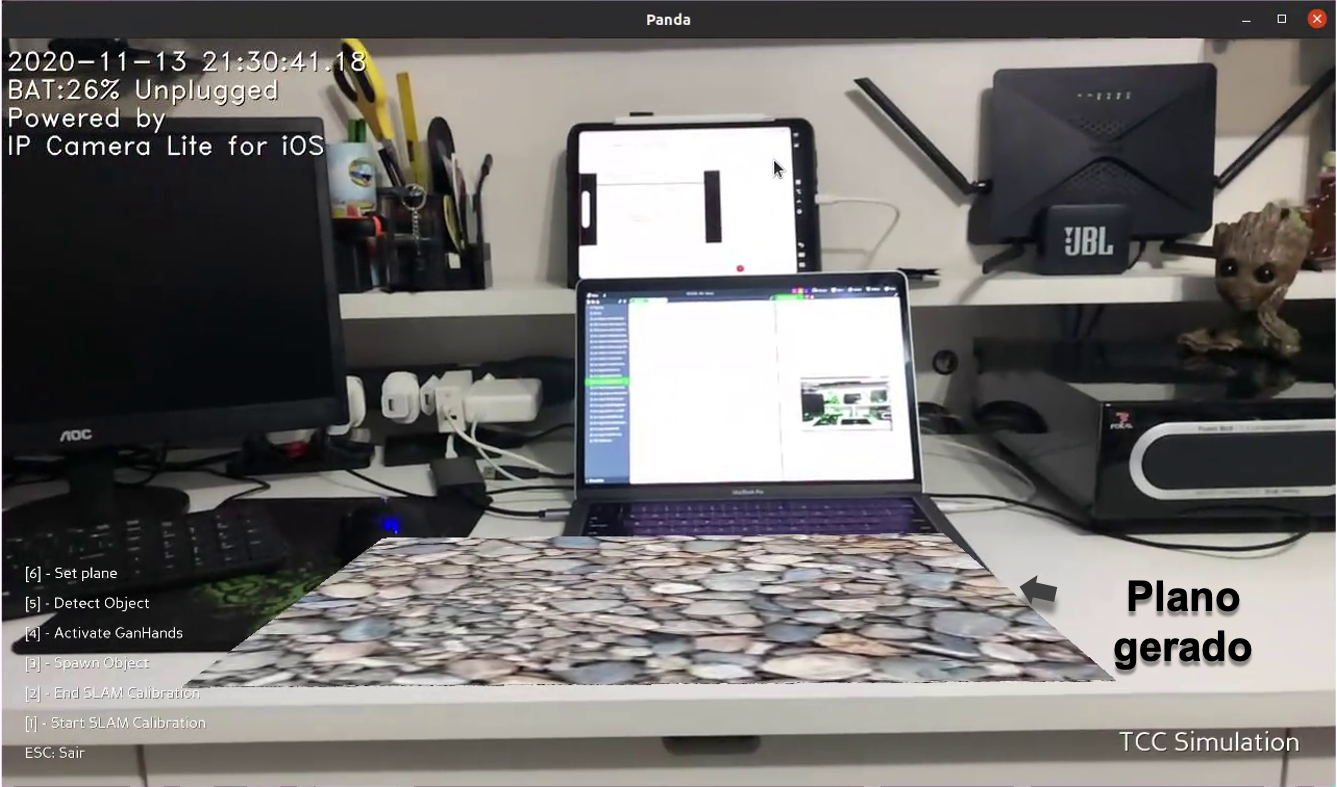 Panda
2020-11-13 21:30:41.18
BAT:26% Unplugged
Powered by
IP Camera Lite for iOS
JBL
AOC
MacBook Pro
[6] - Set plane
[5] - Detect Object
[4] - Activate GanHands
[3] - Spawn Object
[2] - End SLAM Calibration
[1] - Start SLAM Calibration
ESC: Sair
Plano
gerado
TCC Simulation